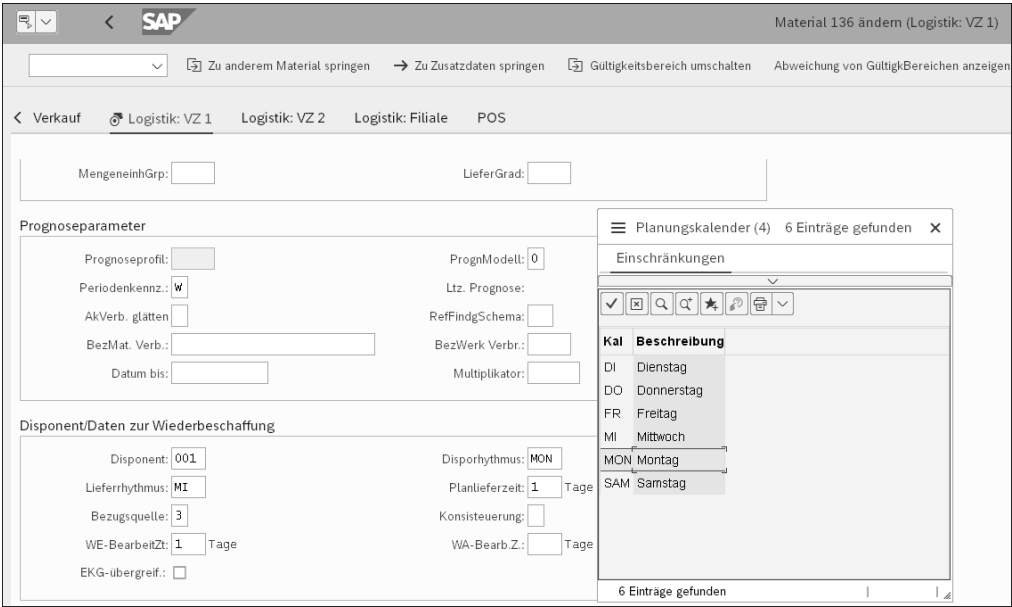 SAP Material 136 ändern (Logistik: VZ 1)
Zu anderem Material springen Zu Zusatzdaten springen Gültigkeitsbereich umschalten Abweichung von GültigkBereichen anzeigen
Verkauf Logistik: VZ 1 Logistik: VZ 2 Logistik: Filiale POS
MengeneinhGrp: LieferGrad:
Prognoseparameter
Prognoseprofil: PrognModell: 0
Periodenkennz.: W Ltz. Prognose:
AkVerb. glätten RefFindgSchema:
BezMat. Verb.: BezWerk Verbr.:
Datum bis: Multiplikator:
Disponent/Daten zur Wiederbeschaffung
Disponent: 001 Disporhythmus: MON
Lieferrhythmus: MI Planlieferzeit: 1 Tage
Bezugsquelle: 3 Konsisteuerung:
WE-BearbeitZt: 1 Tage WA-Bearb.Z.: Tage
EKG-übergreif.:
Planungskalender (4) 6 Einträge gefunden
Einschränkungen
Kal Beschreibung
DI Dienstag
DO Donnerstag
FR Freitag
MI Mittwoch
MON Montag
SAM Samstag
6 Einträge gefunden